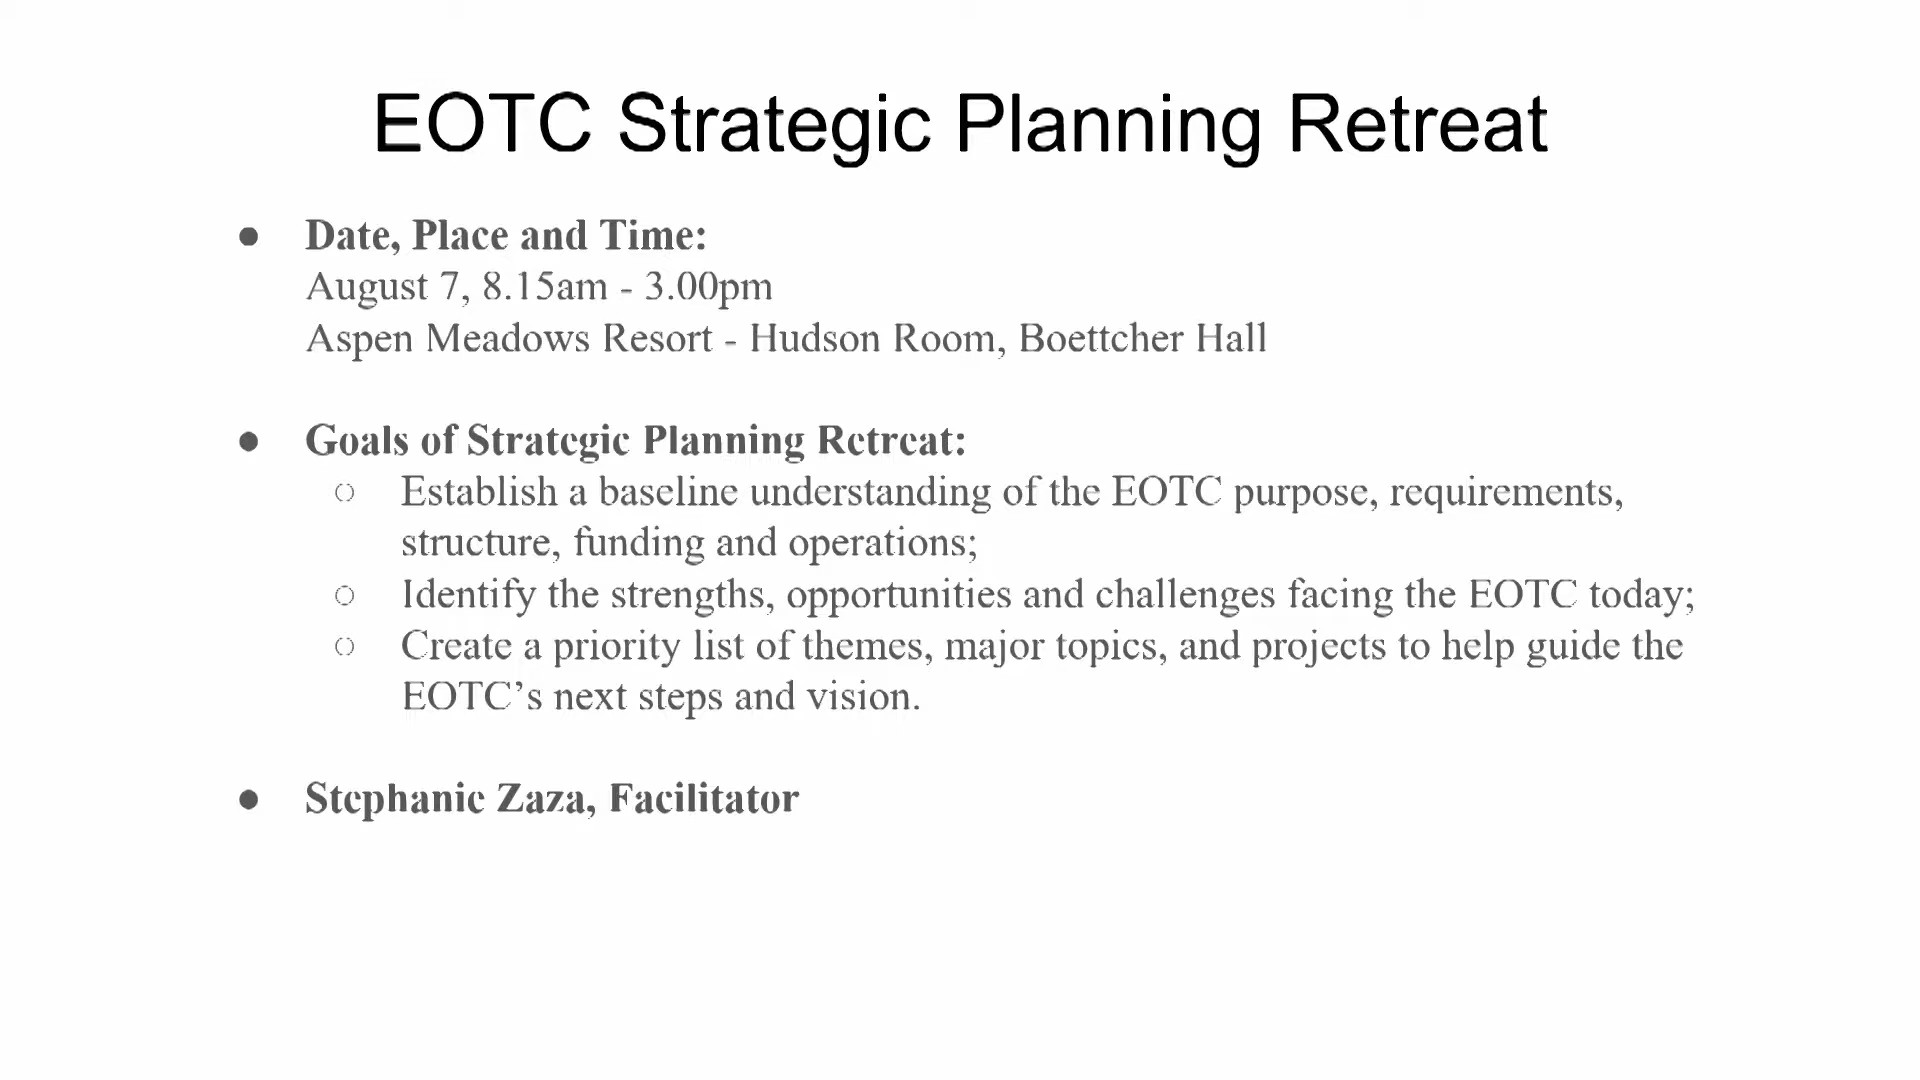 EOTC Strategic Planning Retreat
● Date, Place and Time:
August 7, 8.15am - 3.00pm
Aspen Meadows Resort - Hudson Room, Boettcher Hall
● Goals of Strategic Planning Retreat:
○ Establish a baseline understanding of the EOTC purpose, requirements,
structure, funding and operations;
○ Identify the strengths, opportunities and challenges facing the EOTC today;
○ Create a priority list of themes, major topics, and projects to help guide the
EOTC’s next steps and vision.
● Stephanie Zaza, Facilitator